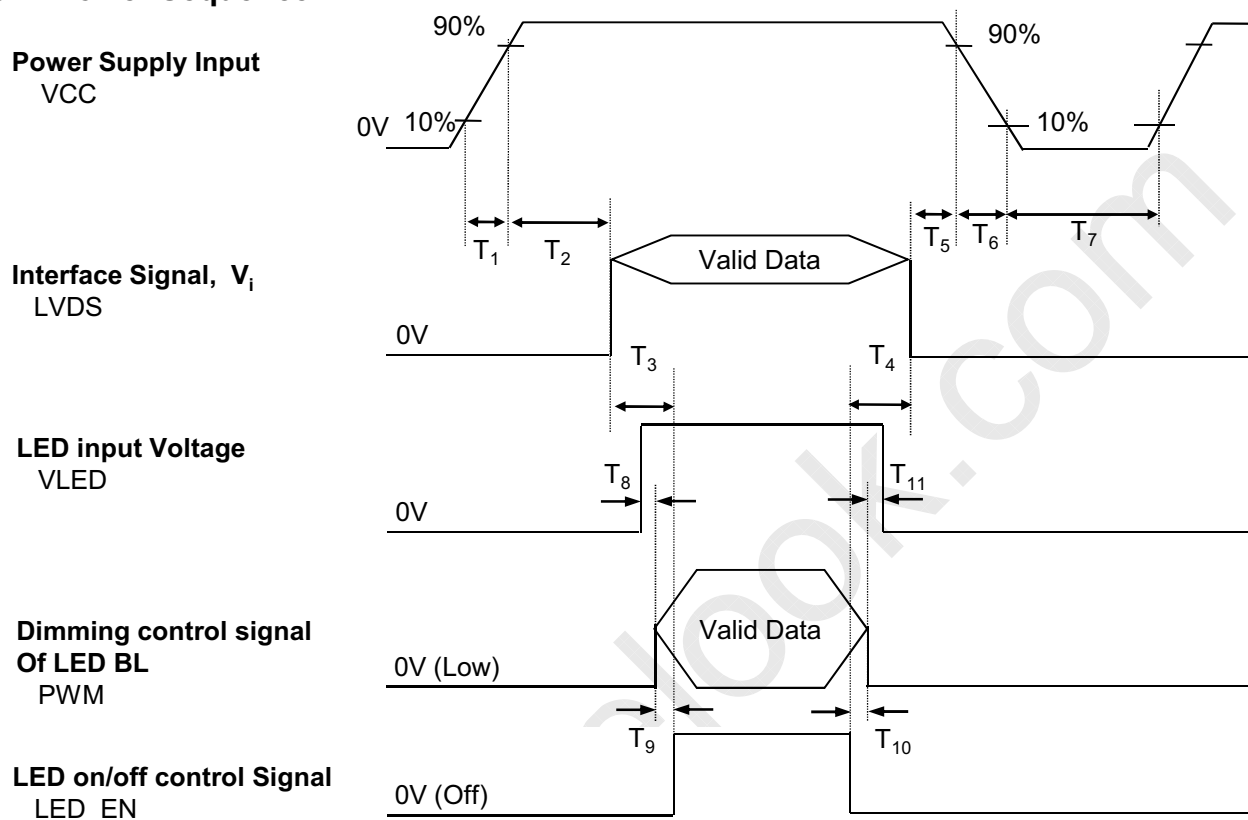 90%
90%
Power Supply Input
VCC
0V 10%
10%
T1
T2
T5
T6
T7
Valid Data
Interface Signal, Vi
LVDS
0V
T3
T4
LED input Voltage
VLED
T8
T11
0V
Dimming control signal
Of LED BL
PWM
Valid Data
0V (Low)
T9
T10
LED on/off control Signal
LED_EN
0V (Off)